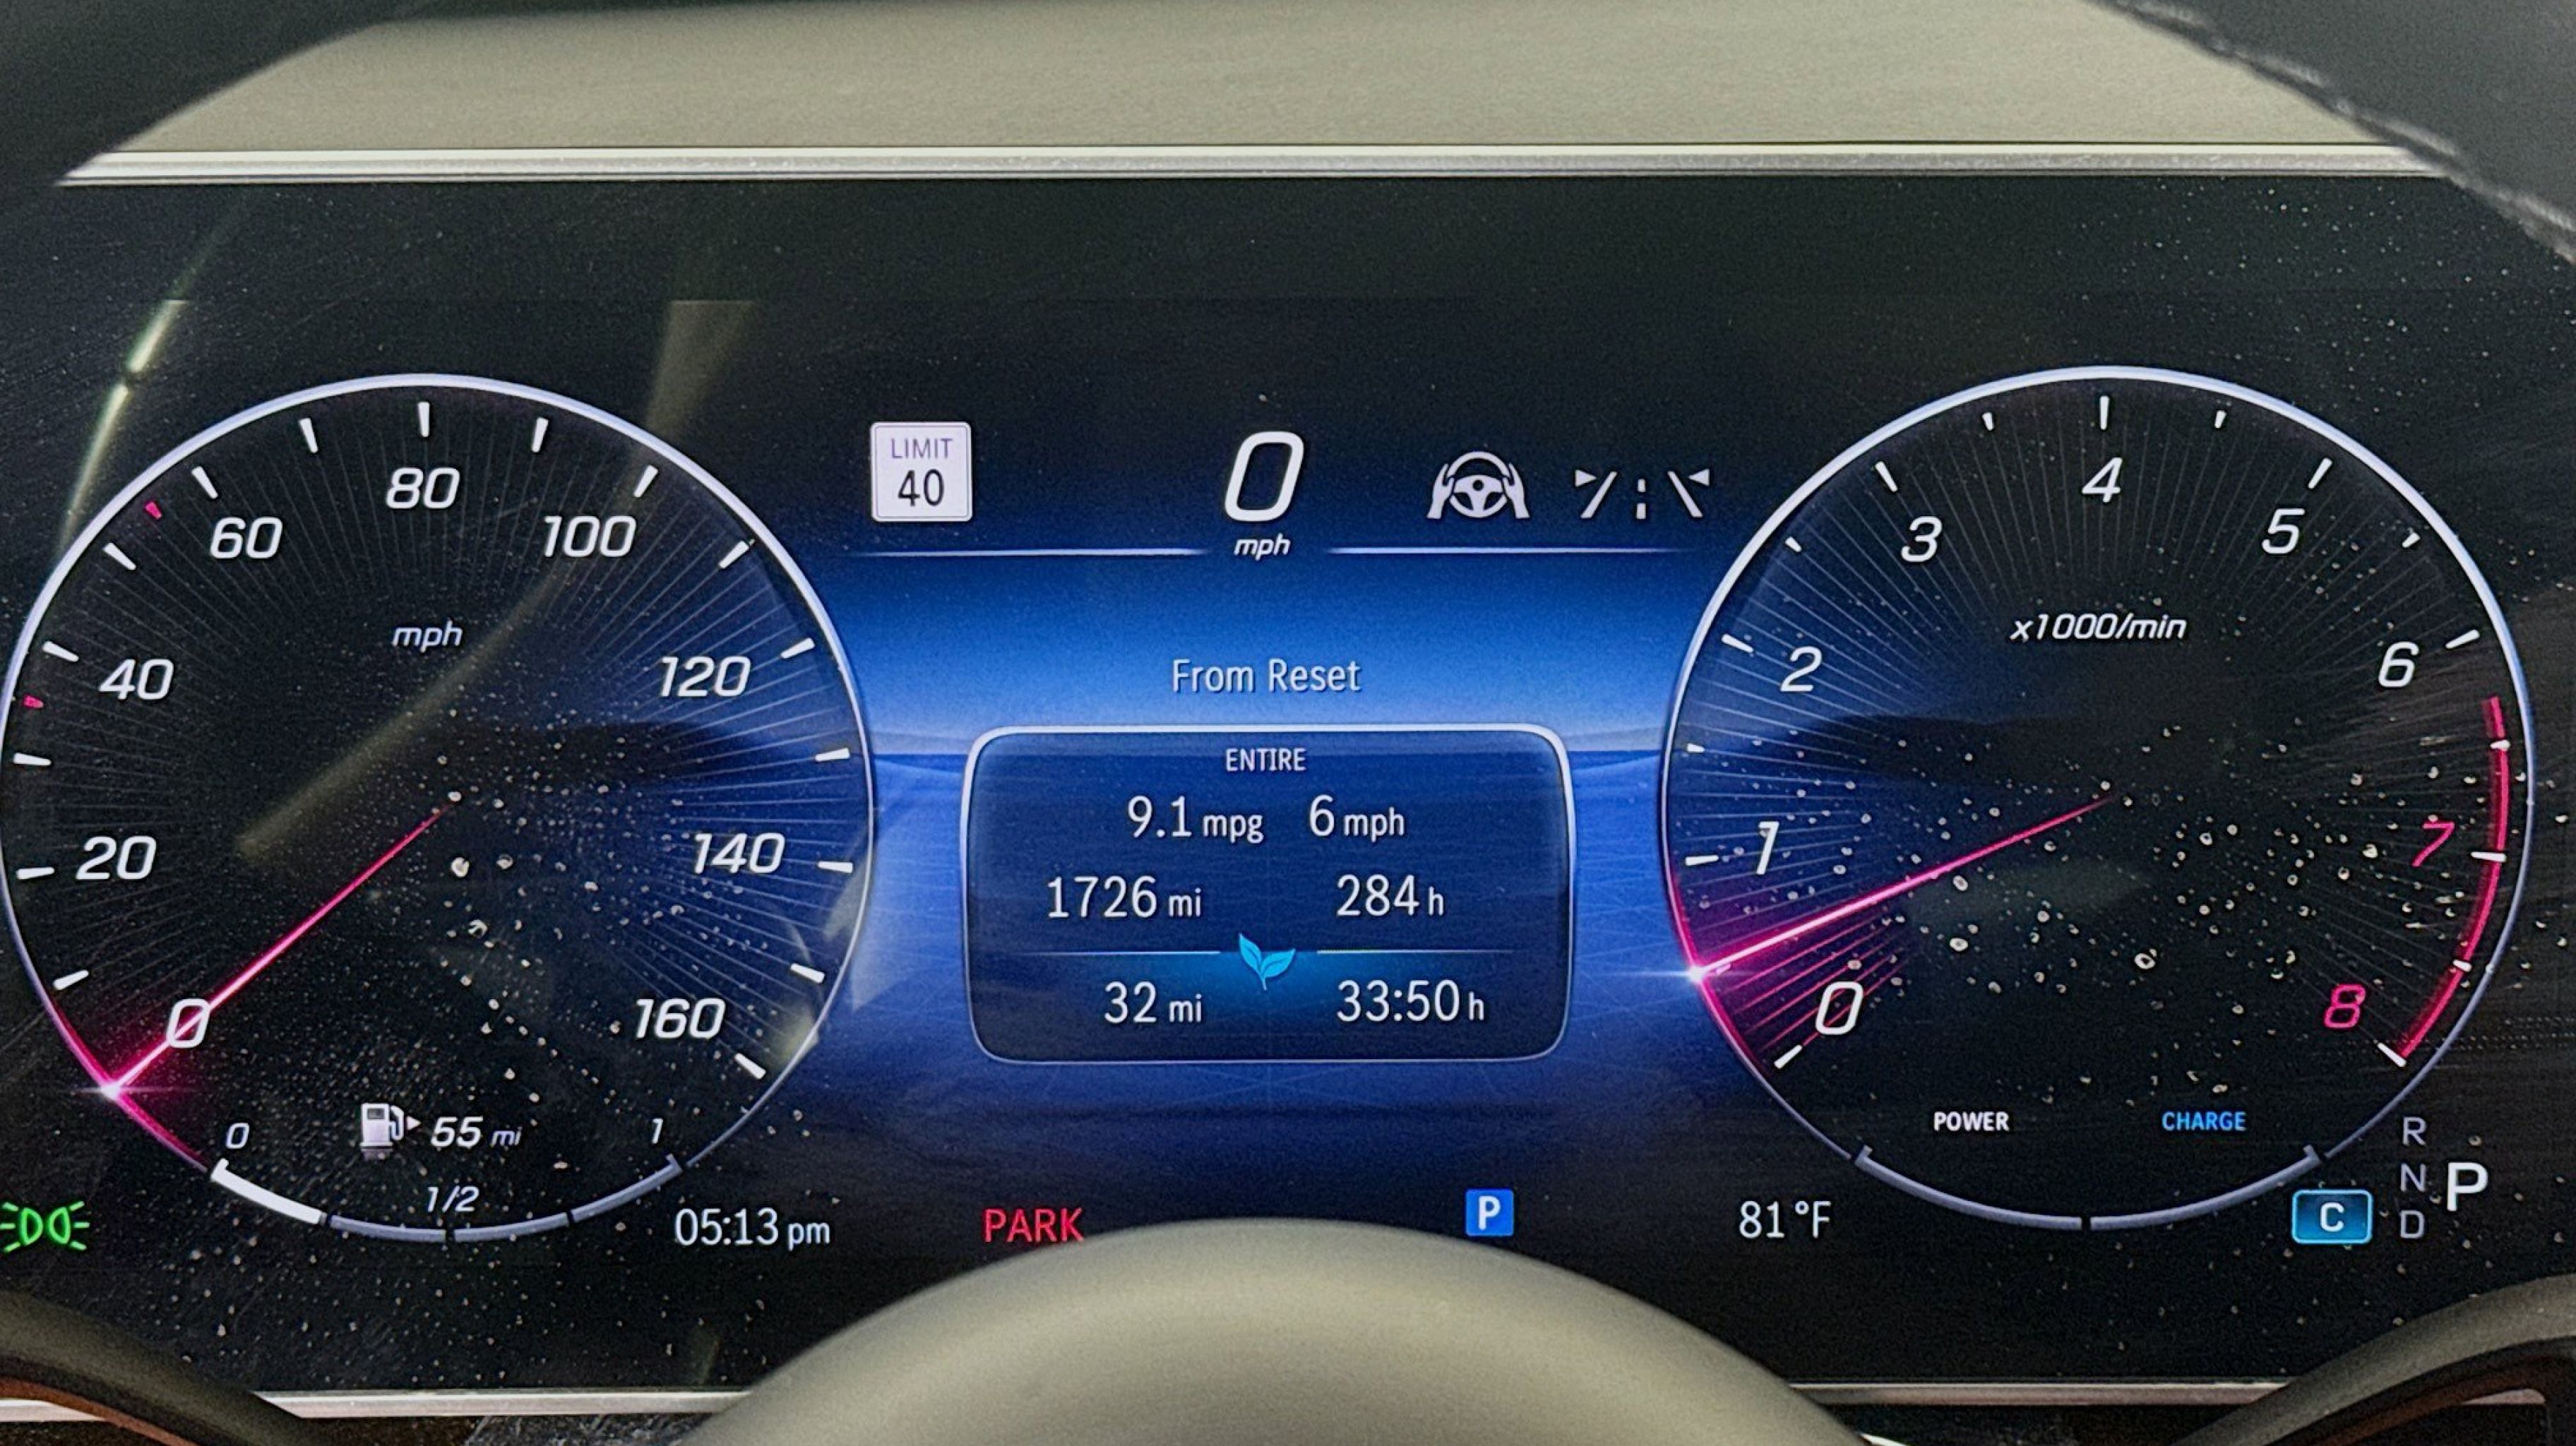 LIMIT
40
0
mph
80
60
100
mph
40
120
20
140
0
160
0
55 mi
1
1/2
05:13 pm
From Reset
ENTIRE
9.1 mpg 6 mph
1726 mi 284 h
32 mi 33:50 h
PARK
P
81°F
4
3
5
x1000/min
2
6
1
7
0
8
POWER CHARGE
R
N P
D
C